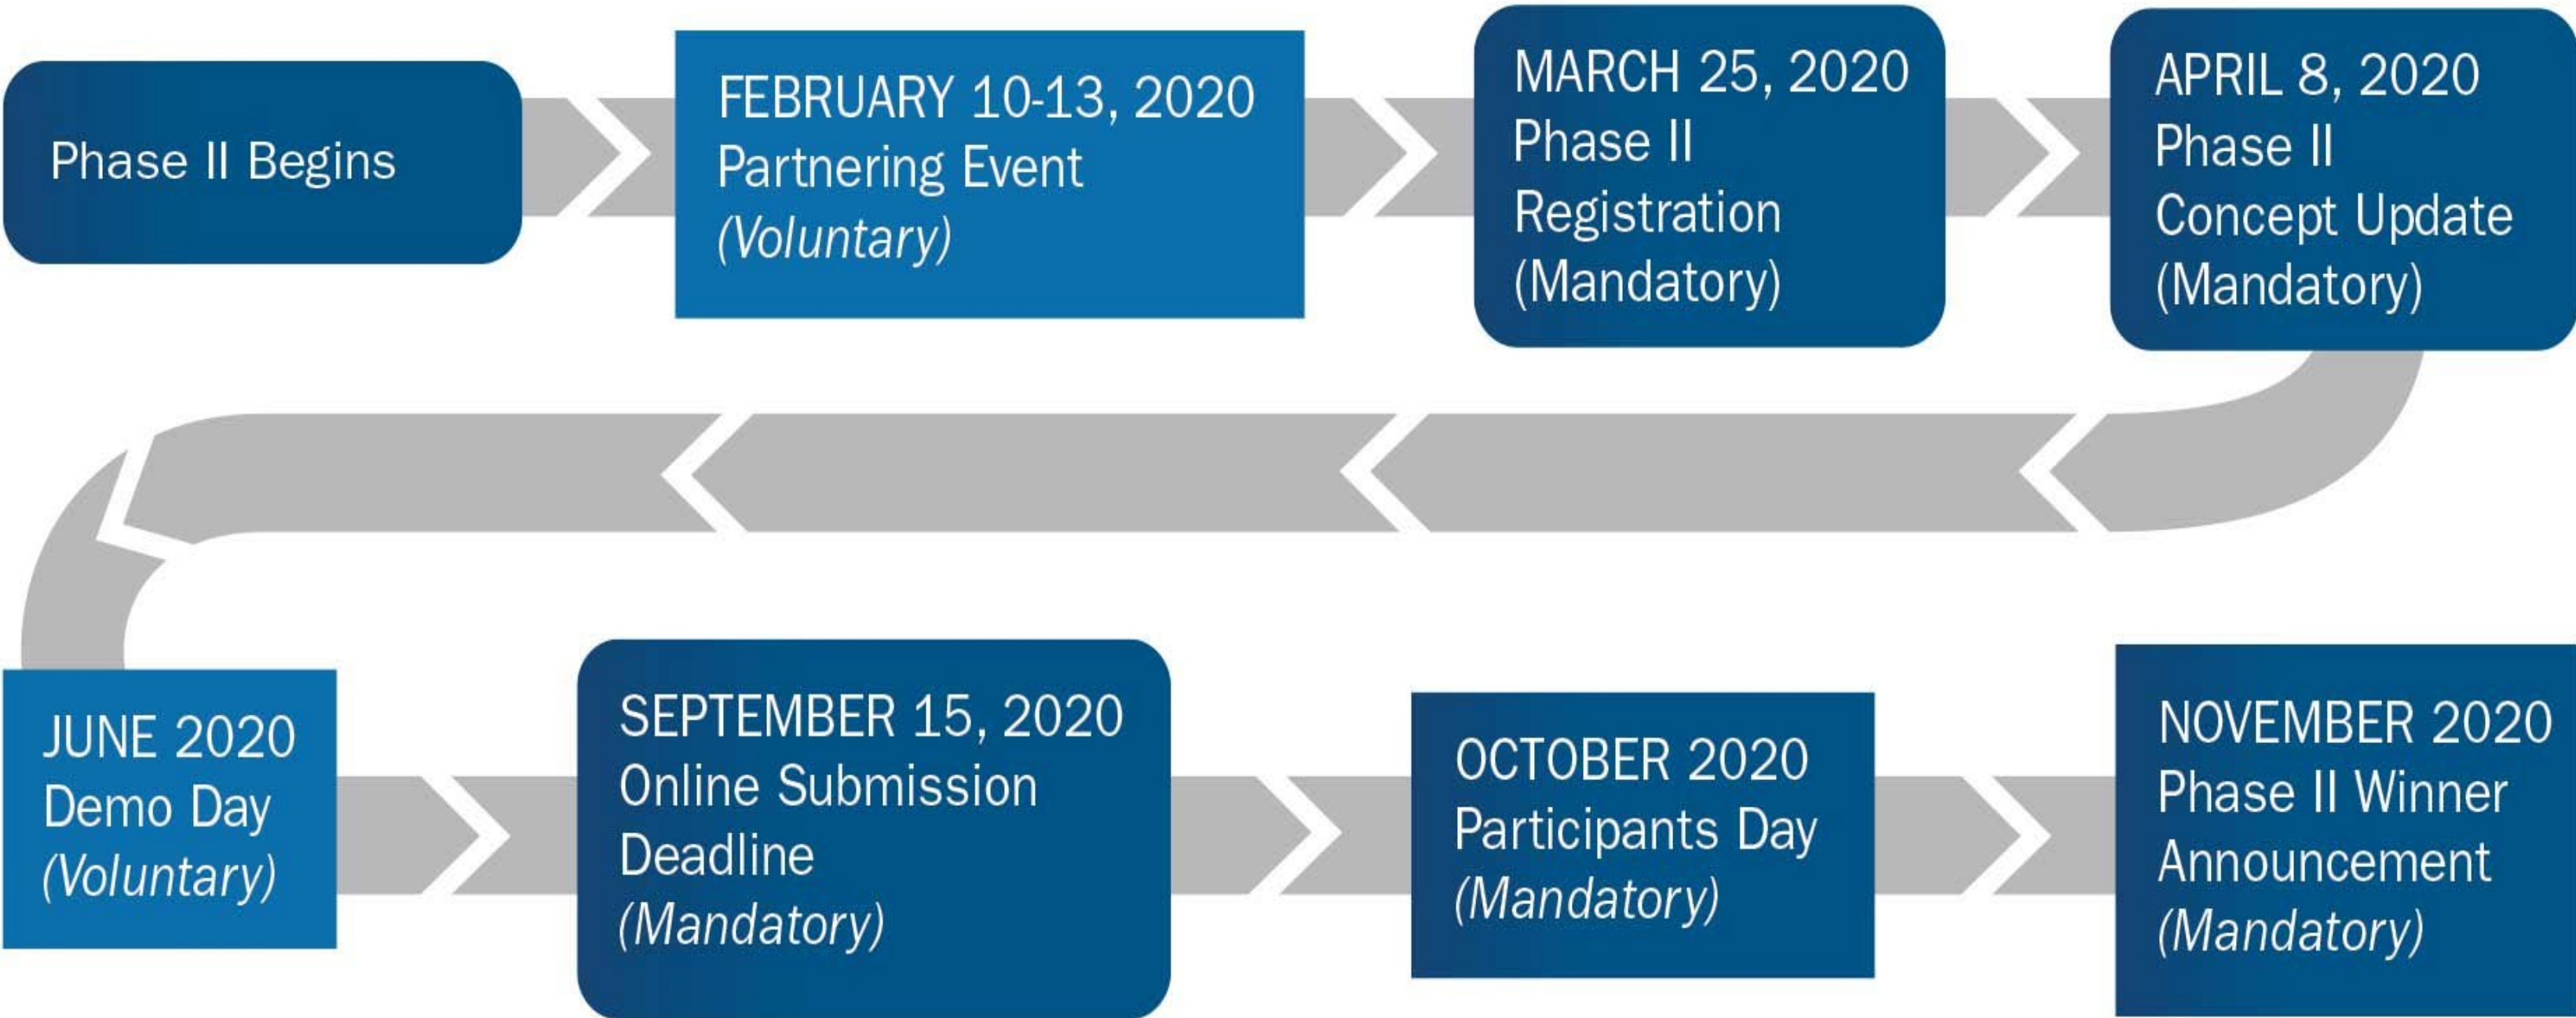 Phase II Begins
FEBRUARY 10-13, 2020
Partnering Event
(Voluntary)
MARCH 25, 2020
Phase II
Registration
(Mandatory)
APRIL 8, 2020
Phase II
Concept Update
(Mandatory)
JUNE 2020
Demo Day
(Voluntary)
SEPTEMBER 15, 2020
Online Submission
Deadline
(Mandatory)
OCTOBER 2020
Participants Day
(Mandatory)
NOVEMBER 2020
Phase II Winner
Announcement
(Mandatory)